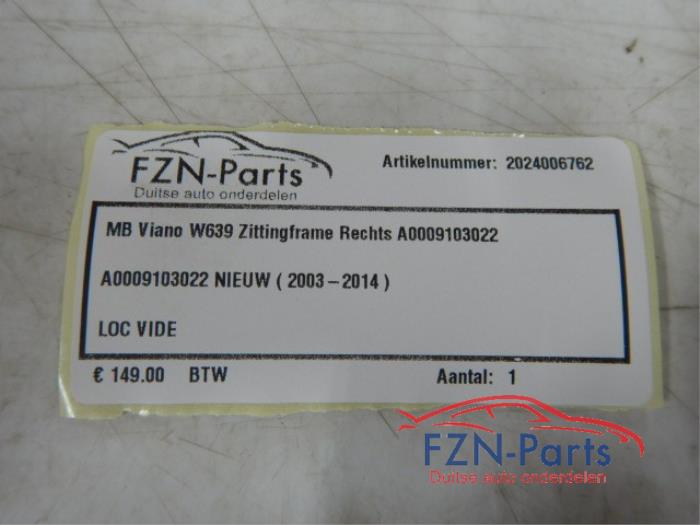 FZN-Parts
Duitse auto onderdelen
Artikelnummer: 2024006762
MB Viano W639 Zittingframe Rechts A0009103022
A0009103022 NIEUW ( 2003-2014 )
LOC VIDE
€ 149.00 BTW
Aantal: 1
FZN-Parts
Duitse auto onderdelen